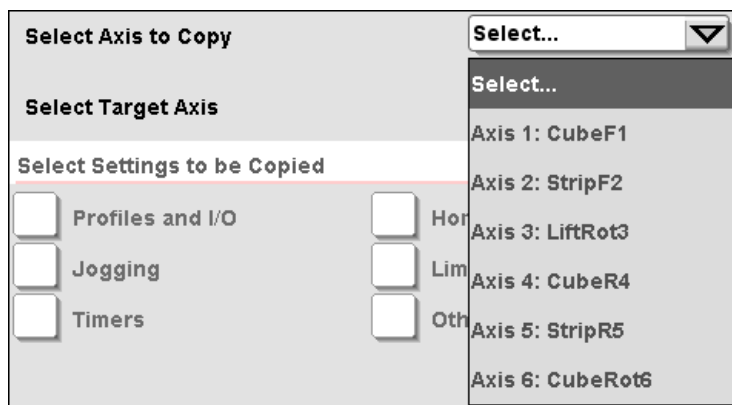 Select Axis to Copy
Select...
Select...
Select Target Axis
Axis 1: CubeF1
Select Settings to be Copied
Axis 2: StripF2
Profiles and I/O
Axis 3: LiftRot3
Jogging
Axis 4: CubeR4
Timers
Axis 5: StripR5
Axis 6: CubeRot6